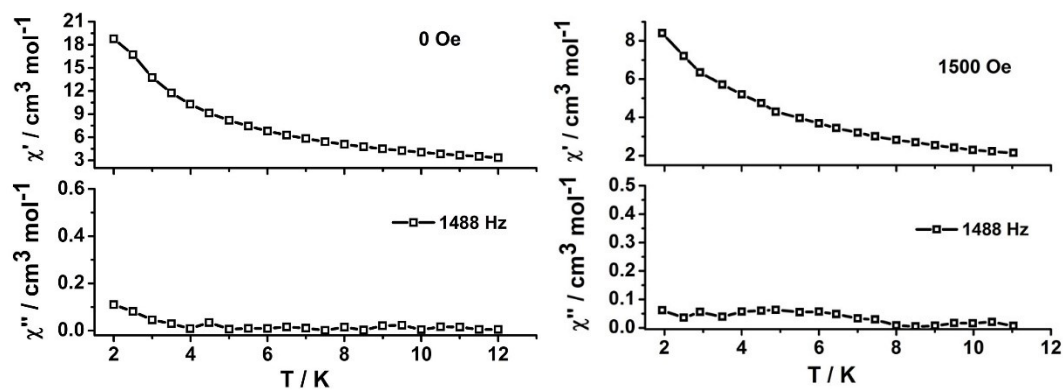 21
18
15
12
9
6
3
χ' / cm³ mol⁻¹
0 Oe
0.6
0.4
0.2
0.0
χ'' / cm³ mol⁻¹
1488 Hz
2 4 6 8 10 12
T / K
8
6
4
2
χ' / cm³ mol⁻¹
1500 Oe
0.5
0.4
0.3
0.2
0.1
0.0
χ'' / cm³ mol⁻¹
1488 Hz
2 4 6 8 10 12
T / K